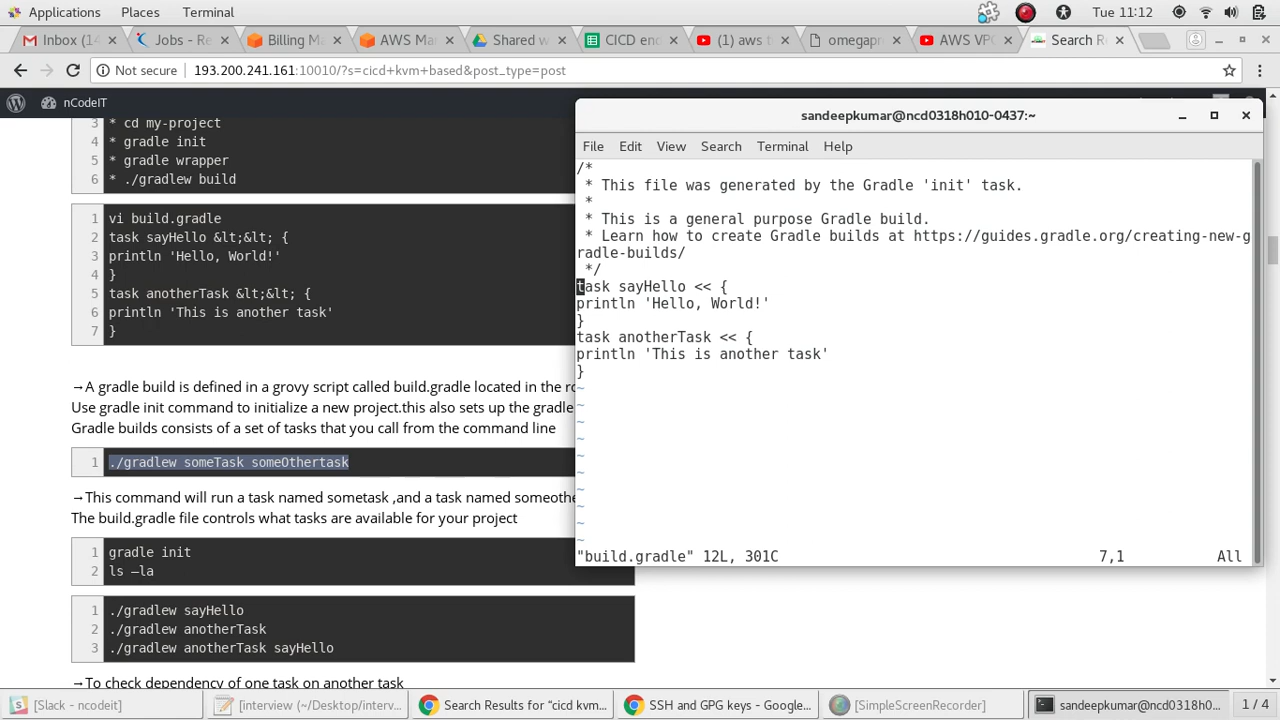 Applications Places Terminal Tue 11:12
Inbox (14 Jobs - Re Billing M AWS Ma Shared w CICD en (1) aws t omegapr AWS VPC Search R
Not secure 193.200.241.161:10010/?s=cicd+kvm+based&post_type=post
nCodeIT
3 * cd my-project
4 * gradle init
5 * gradle wrapper
6 * ./gradlew build
1 vi build.gradle
2 task sayHello &lt;&lt; {
3 println 'Hello, World!'
4 }
5 task anotherTask &lt;&lt; {
6 println 'This is another task'
7 }
→A gradle build is defined in a grovy script called build.gradle located in the ro
Use gradle init command to initialize a new project.this also sets up the gradle
Gradle builds consists of a set of tasks that you call from the command line
1 ./gradlew someTask someOthertask
→This command will run a task named sometask ,and a task named someothe
The build.gradle file controls what tasks are available for your project
1 gradle init
2 ls –la
1 ./gradlew sayHello
2 ./gradlew anotherTask
3 ./gradlew anotherTask sayHello
→To check dependency of one task on another task
sandeepkumar@ncd0318h010-0437:~
File Edit View Search Terminal Help
/*
* This file was generated by the Gradle 'init' task.
*
* This is a general purpose Gradle build.
* Learn how to create Gradle builds at https://guides.gradle.org/creating-new-g
radle-builds/
*/
task sayHello << {
println 'Hello, World!'
}
task anotherTask << {
println 'This is another task'
}
~
~
~
~
~
~
~
~
~
~
"build.gradle" 12L, 301C 7,1 All
[Slack - ncodeit] [interview (~/Desktop/interv... Search Results for "cicd kvm... SSH and GPG keys - Google... [SimpleScreenRecorder] sandeepkumar@ncd0318h0... 1 / 4